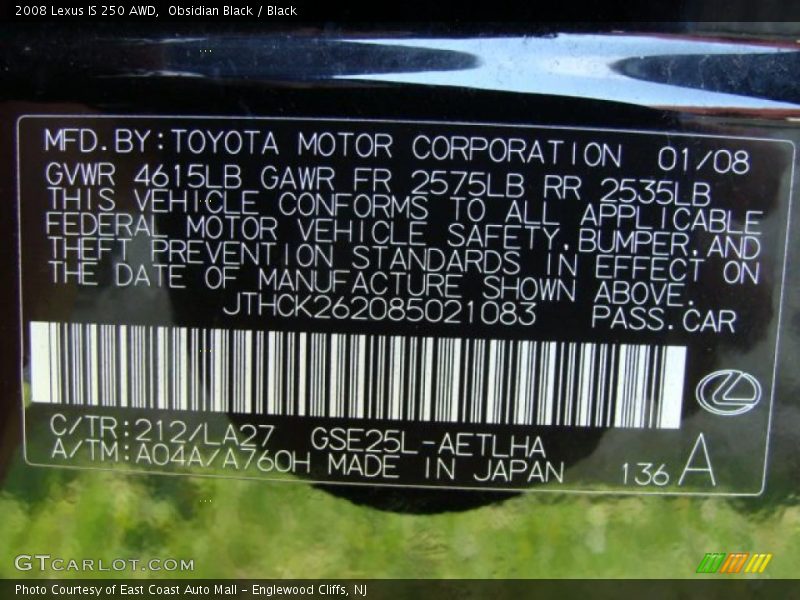 2008 Lexus IS 250 AWD,  Obsidian Black / Black
MFD.BY:TOYOTA MOTOR CORPORATION 01/08
GVWR 4615LB GAWR FR 2575LB RR 2535LB
THIS VEHICLE CONFORMS TO ALL APPLICABLE
FEDERAL MOTOR VEHICLE SAFETY,BUMPER,AND
THEFT PREVENTION STANDARDS IN EFFECT ON
THE DATE OF MANUFACTURE SHOWN ABOVE.
JTHCK262085021083 PASS.CAR
C/TR:212/LA27 GSE25L-AETLHA
A/TM:A04A/A760H MADE IN JAPAN 136 A
GTCARLOT.COM
Photo Courtesy of East Coast Auto Mall - Englewood Cliffs, NJ